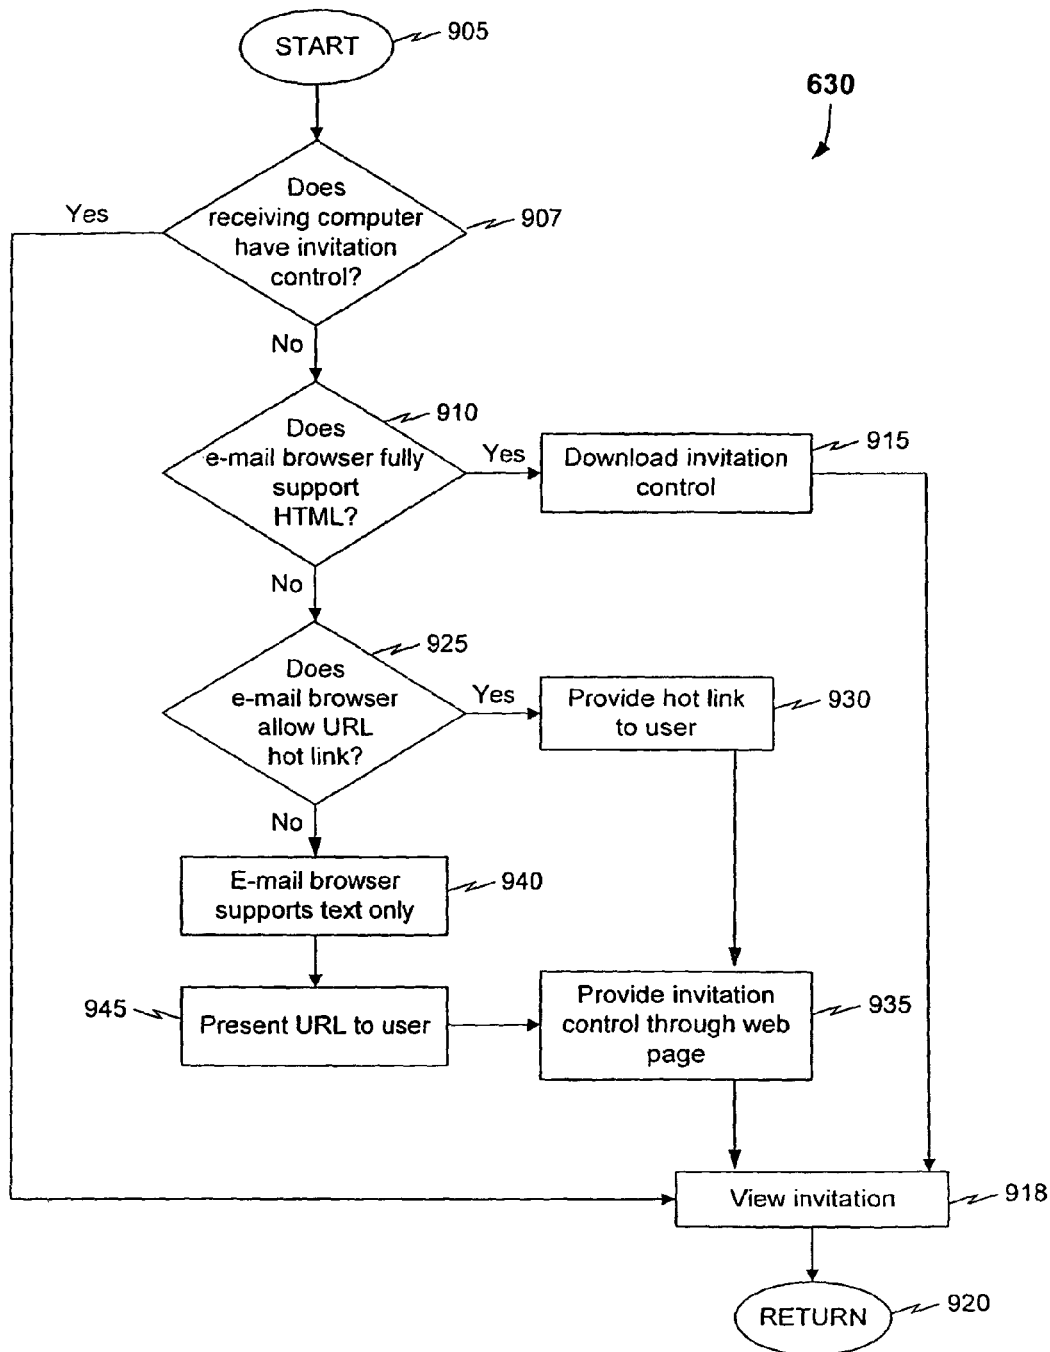 START
905
630
Does
receiving computer
have invitation
control?
907
Yes
No
Does
e-mail browser fully
support
HTML?
910
Yes
Download invitation
control
915
No
Does
e-mail browser
allow URL
hot link?
925
Yes
Provide hot link
to user
930
No
E-mail browser
supports text only
940
945
Present URL to user
Provide invitation
control through web
page
935
View invitation
918
RETURN
920